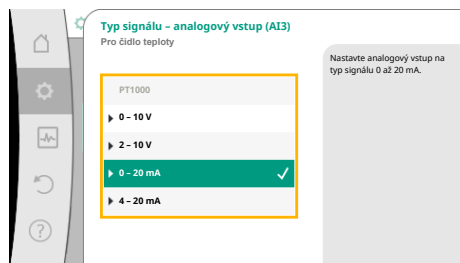 Typ signálu – analogový vstup (AI3)
Pro čidlo teploty
Nastavte analogový vstup na
typ signálu 0 až 20 mA.
PT1000
0 – 10 V
2 – 10 V
0 – 20 mA
4 – 20 mA